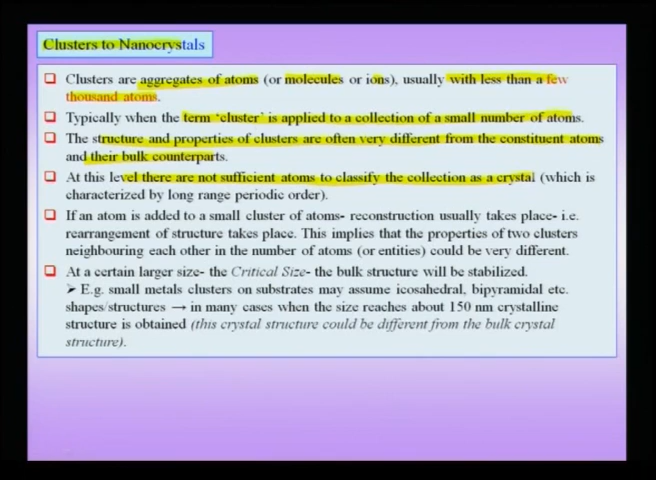 Clusters to Nanocrystals
Clusters are aggregates of atoms (or molecules or ions), usually with less than a few
thousand atoms.
Typically when the term 'cluster' is applied to a collection of a small number of atoms.
The structure and properties of clusters are often very different from the constituent atoms
and their bulk counterparts.
At this level there are not sufficient atoms to classify the collection as a crystal (which is
characterized by long range periodic order).
If an atom is added to a small cluster of atoms- reconstruction usually takes place- i.e.
rearrangement of structure takes place. This implies that the properties of two clusters
neighbouring each other in the number of atoms (or entities) could be very different.
At a certain larger size- the Critical Size- the bulk structure will be stabilized.
➤ E.g. small metals clusters on substrates may assume icosahedral, bipyramidal etc.
shapes/structures → in many cases when the size reaches about 150 nm crystalline
structure is obtained (this crystal structure could be different from the bulk crystal
structure).